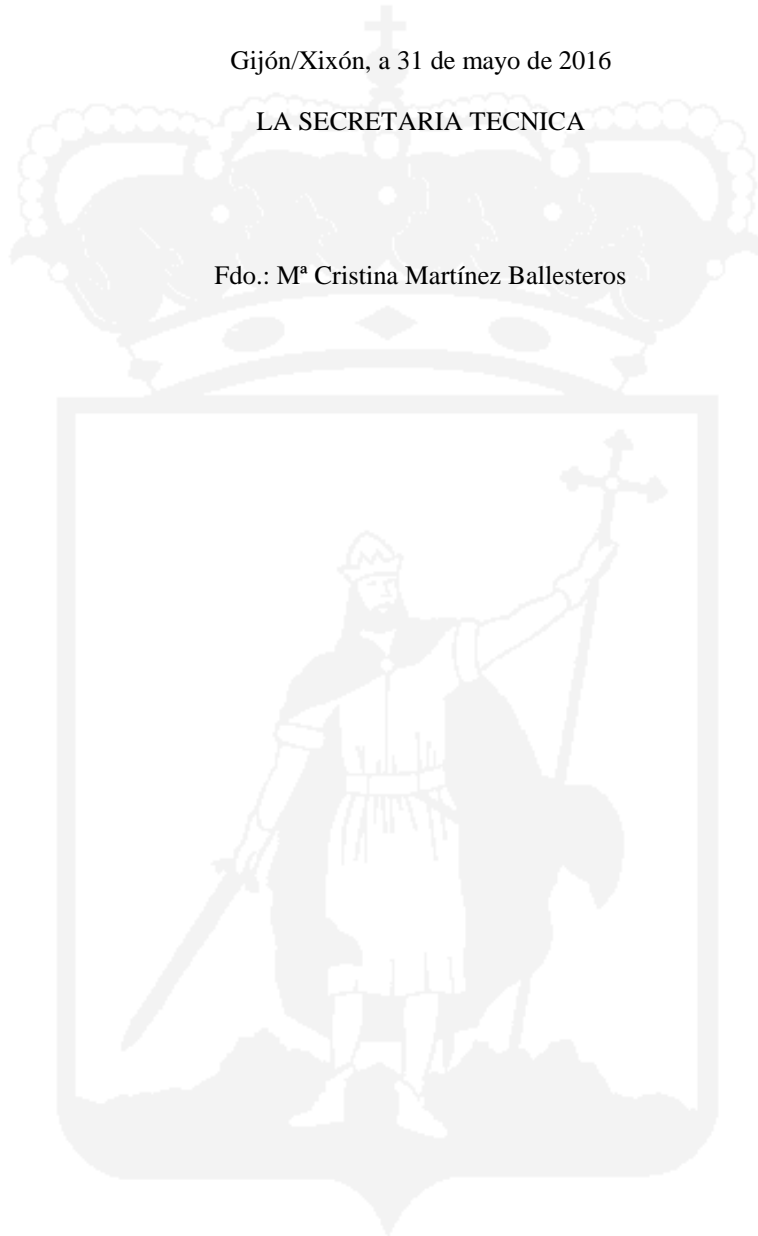 Gijón/Xixón, a 31 de mayo de 2016
LA SECRETARIA TECNICA
Fdo.: Mª Cristina Martínez Ballesteros